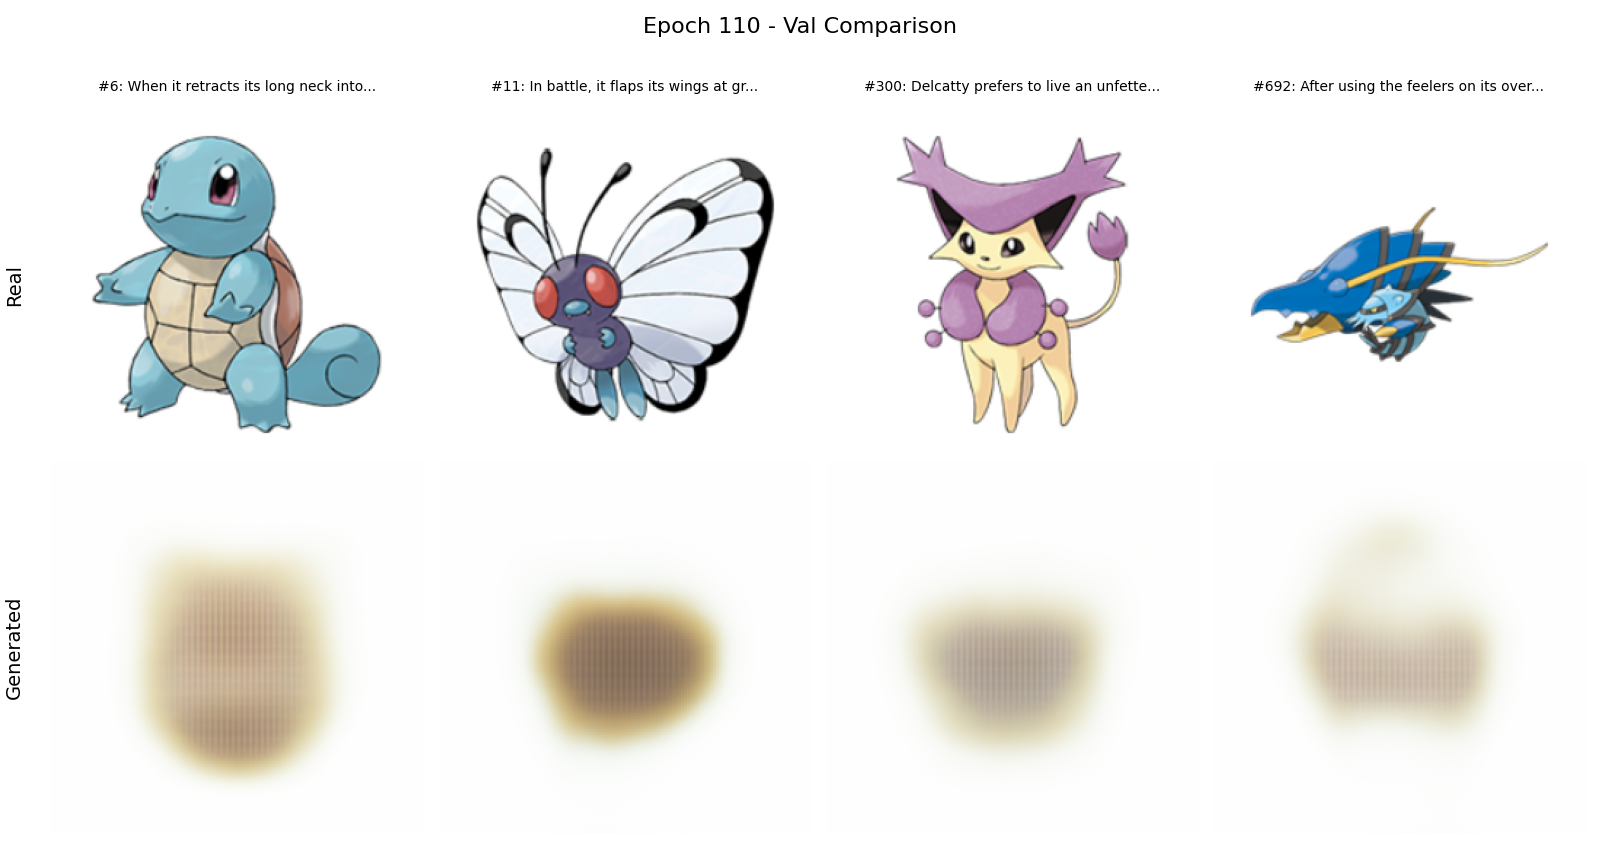 Epoch 110 - Val Comparison
#6: When it retracts its long neck into...
#11: In battle, it flaps its wings at gr...
#300: Delcatty prefers to live an unfette...
#692: After using the feelers on its over...
Real
Generated